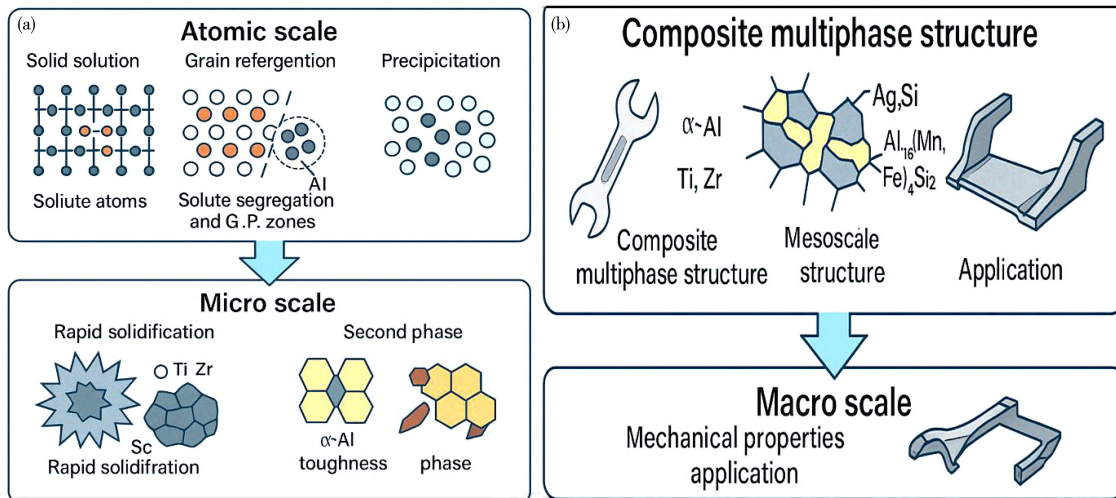 (a)
Atomic scale
Solid solution
Grain refergention
Precipicitation
Al
Soliute atoms
Solute segregation
and G.P. zones
Micro scale
Rapid solidification
Second phase
Ti Zr
Sc
Rapid solidifration
α-Al
toughness
phase
(b)
Composite multiphase structure
α-Al
Ti, Zr
Ag,Si
Al16(Mn,
Fe)4Si2
Composite
multiphase structure
Mesoscale
structure
Application
Macro scale
Mechanical properties
application